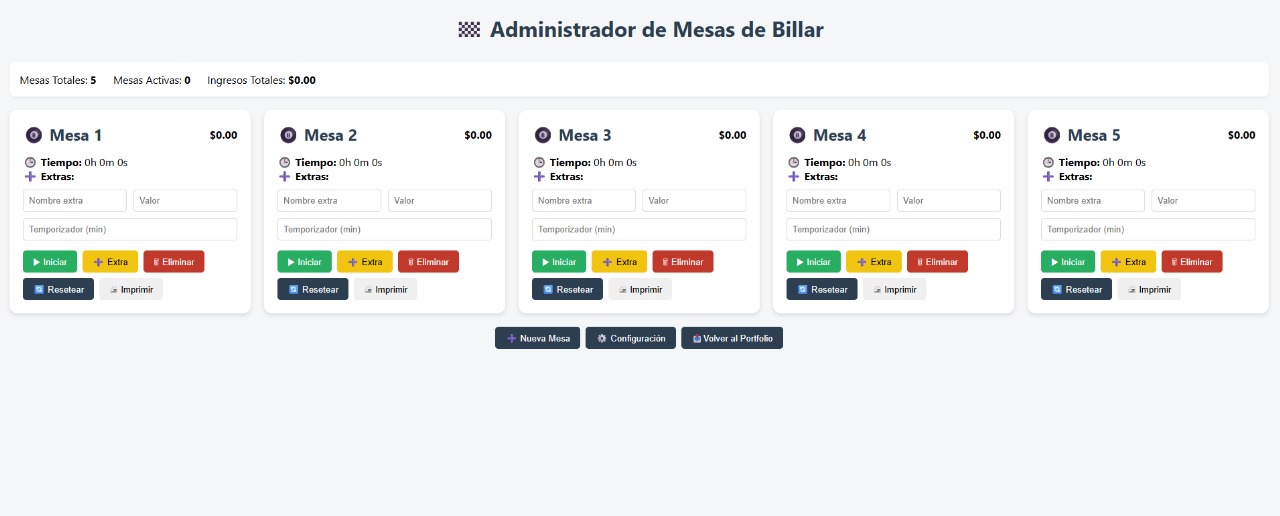 Administrador de Mesas de Billar
Mesas Totales: 5 Mesas Activas: 0 Ingresos Totales: $0.00
Mesa 1 $0.00
Tiempo: 0h 0m 0s
Extras:
Nombre extra Valor
Temporizador (min)
Iniciar Extra Eliminar
Resetear Imprimir
Mesa 2 $0.00
Tiempo: 0h 0m 0s
Extras:
Nombre extra Valor
Temporizador (min)
Iniciar Extra Eliminar
Resetear Imprimir
Mesa 3 $0.00
Tiempo: 0h 0m 0s
Extras:
Nombre extra Valor
Temporizador (min)
Iniciar Extra Eliminar
Resetear Imprimir
Mesa 4 $0.00
Tiempo: 0h 0m 0s
Extras:
Nombre extra Valor
Temporizador (min)
Iniciar Extra Eliminar
Resetear Imprimir
Mesa 5 $0.00
Tiempo: 0h 0m 0s
Extras:
Nombre extra Valor
Temporizador (min)
Iniciar Extra Eliminar
Resetear Imprimir
Nueva Mesa Configuración Volver al Portfolio